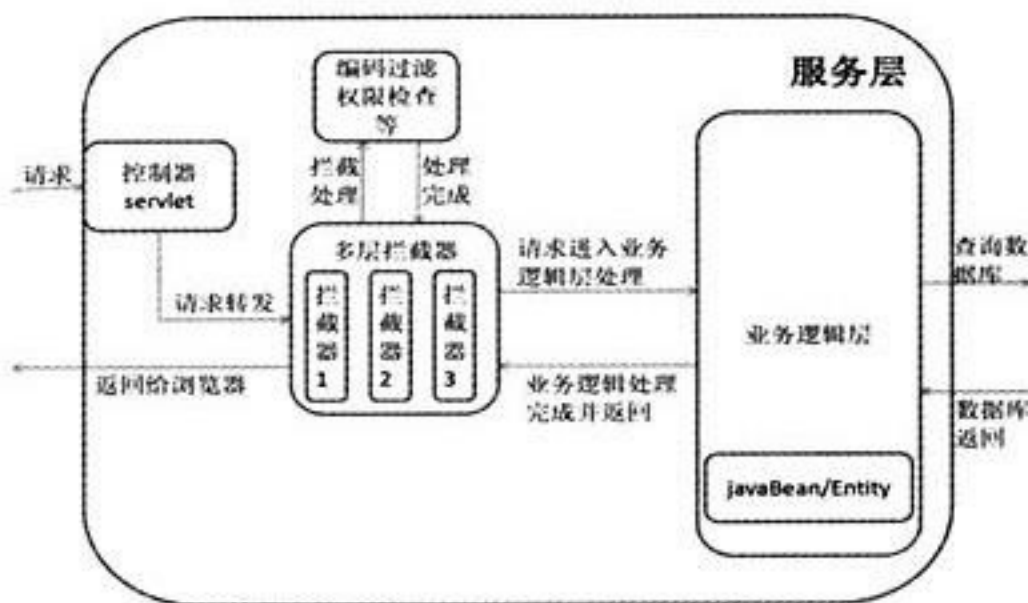 服务层
编码过滤
权限检查
等
请求
控制器
servlet
拦截
处理
处理
完成
多层拦截器
请求进入业务
逻辑层处理
查询数
据库
请求转发
拦截器1
拦截器2
拦截器3
业务逻辑层
返回给浏览器
业务逻辑处理
完成并返回
数据库
返回
javaBean/Entity